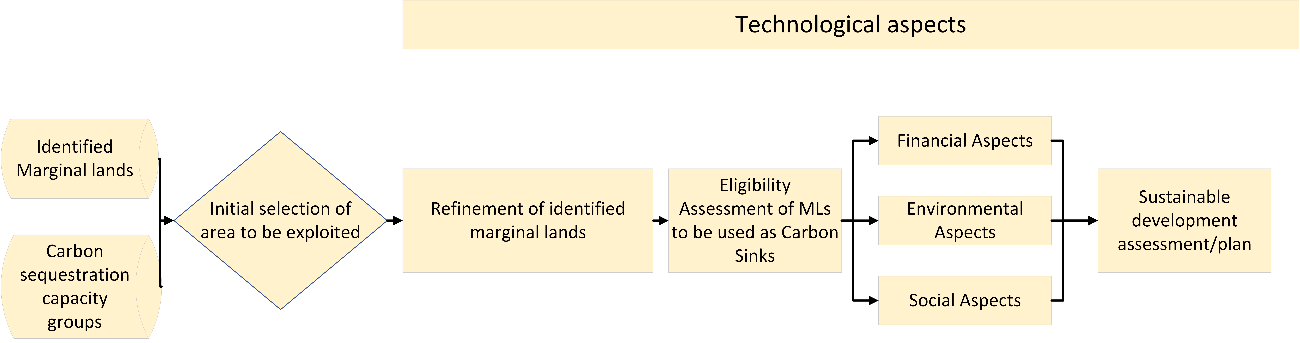 Technological aspects
Identified
Marginal lands
Carbon
sequestration
capacity
groups
Initial selection of
area to be exploited
Refinement of identified
marginal lands
Eligibility
Assessment of MLs
to be used as Carbon
Sinks
Financial Aspects
Environmental
Aspects
Social Aspects
Sustainable
development
assessment/plan